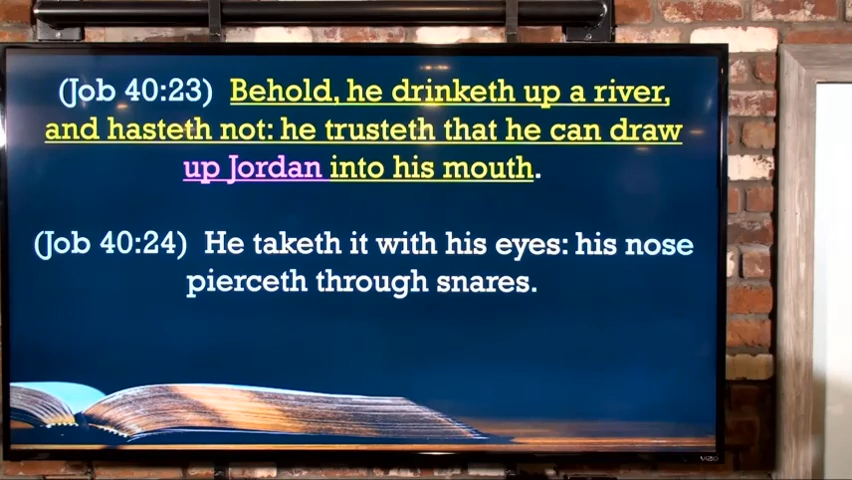 (Job 40:23) Behold, he drinketh up a river,
and hasteth not: he trusteth that he can draw
up Jordan into his mouth.
(Job 40:24) He taketh it with his eyes: his nose
pierceth through snares.
VIZIO